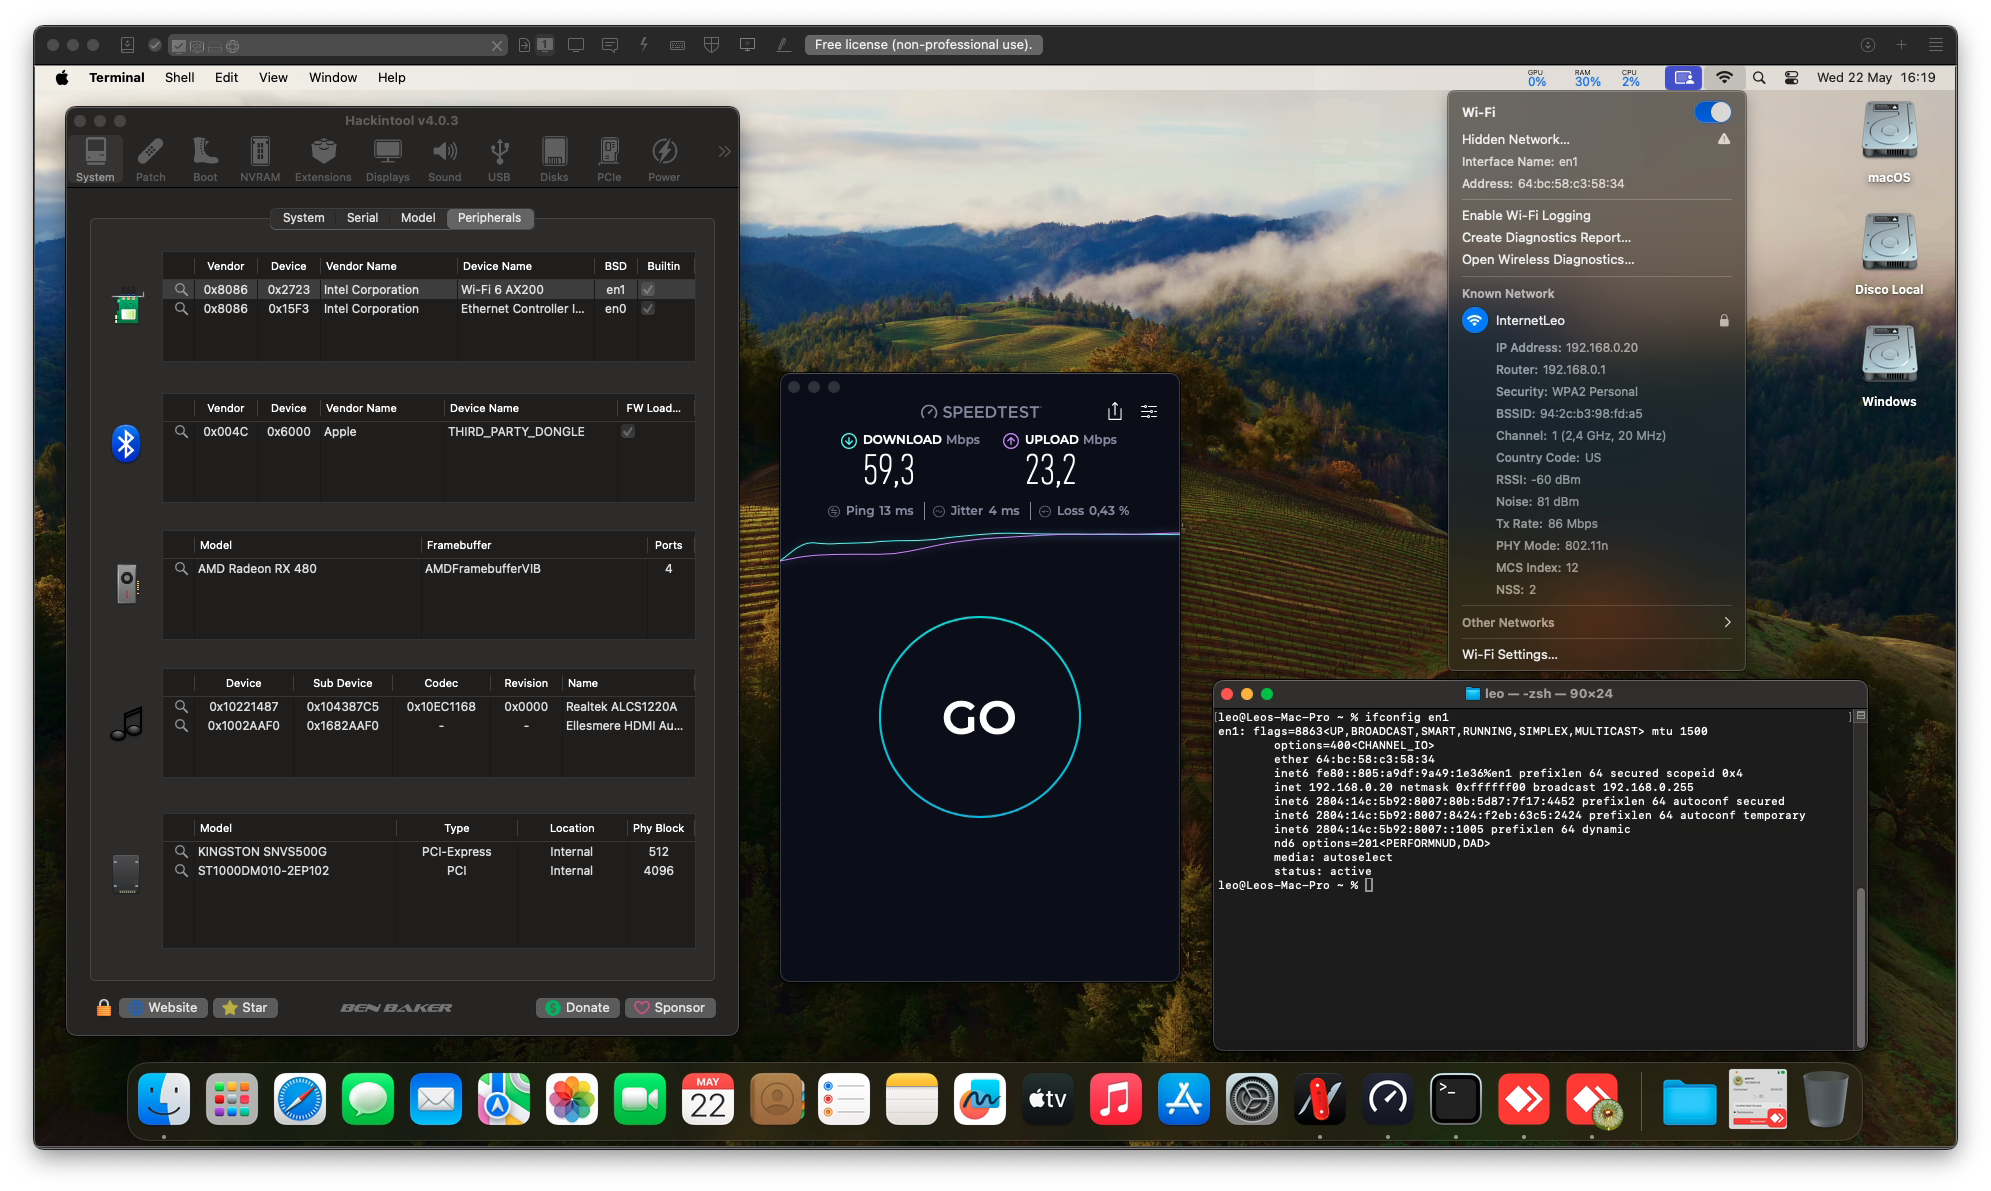 1
Free license (non-professional use).
Terminal Shell Edit View Window Help
GPU 0% RAM 30% CPU 2% Wed 22 May 16:19
Hackintool v4.0.3
System Patch Boot NVRAM Extensions Displays Sound USB Disks PCIe Power
System Serial Model Peripherals
Vendor Device Vendor Name Device Name BSD Builtin
0x8086 0x2723 Intel Corporation Wi-Fi 6 AX200 en1
0x8086 0x15F3 Intel Corporation Ethernet Controller I... en0
Vendor Device Vendor Name Device Name FW Load...
0x004C 0x6000 Apple THIRD_PARTY_DONGLE
Model Framebuffer Ports
AMD Radeon RX 480 AMDFramebufferVIB 4
Device Sub Device Codec Revision Name
0x10221487 0x104387C5 0x10EC1168 0x0000 Realtek ALCS1220A
0x1002AAF0 0x1682AAF0 - - Ellesmere HDMI Au...
Model Type Location Phy Block
KINGSTON SNVS500G PCI-Express Internal 512
ST1000DM010-2EP102 PCI Internal 4096
Website Star BEN BAKER Donate Sponsor
SPEEDTEST
DOWNLOAD Mbps UPLOAD Mbps
59,3 23,2
Ping 13 ms Jitter 4 ms Loss 0,43 %
GO
Wi-Fi
Hidden Network...
Interface Name: en1
Address: 64:bc:58:c3:58:34
Enable Wi-Fi Logging
Create Diagnostics Report...
Open Wireless Diagnostics...
Known Network
InternetLeo
IP Address: 192.168.0.20
Router: 192.168.0.1
Security: WPA2 Personal
BSSID: 94:2c:b3:98:fd:a5
Channel: 1 (2,4 GHz, 20 MHz)
Country Code: US
RSSI: -60 dBm
Noise: 81 dBm
Tx Rate: 86 Mbps
PHY Mode: 802.11n
MCS Index: 12
NSS: 2
Other Networks
Wi-Fi Settings...
macOS
Disco Local
Windows
leo — -zsh — 90×24
[leo@Leos-Mac-Pro ~ % ifconfig en1 ]
en1: flags=8863<UP,BROADCAST,SMART,RUNNING,SIMPLEX,MULTICAST> mtu 1500
options=400<CHANNEL_IO>
ether 64:bc:58:c3:58:34
inet6 fe80::805:a9df:9a49:1e36%en1 prefixlen 64 secured scopeid 0x4
inet 192.168.0.20 netmask 0xffffff00 broadcast 192.168.0.255
inet6 2804:14c:5b92:8007:80b:5d87:7f17:4452 prefixlen 64 autoconf secured
inet6 2804:14c:5b92:8007:8424:f2eb:63c5:2424 prefixlen 64 autoconf temporary
inet6 2804:14c:5b92:8007::1005 prefixlen 64 dynamic
nd6 options=201<PERFORMNUD,DAD>
media: autoselect
status: active
leo@Leos-Mac-Pro ~ %
MAY
22
tv
>_